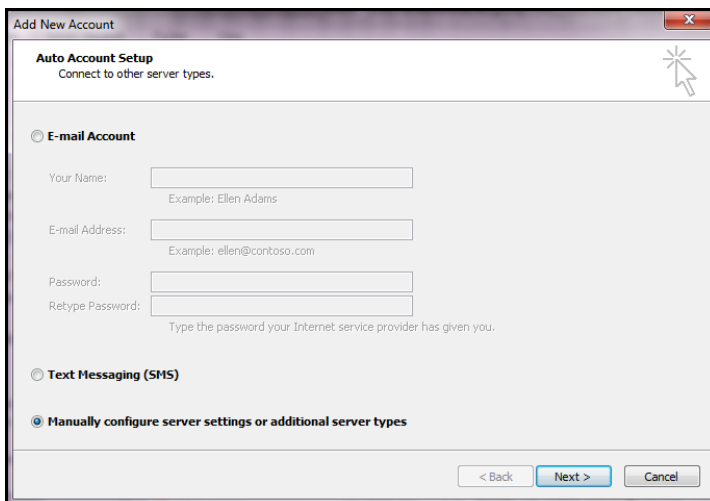 Add New Account
Auto Account Setup
Connect to other server types.
E-mail Account
Your Name:
Example: Ellen Adams
E-mail Address:
Example: ellen@contoso.com
Password:
Retype Password:
Type the password your Internet service provider has given you.
Text Messaging (SMS)
Manually configure server settings or additional server types
< Back Next > Cancel